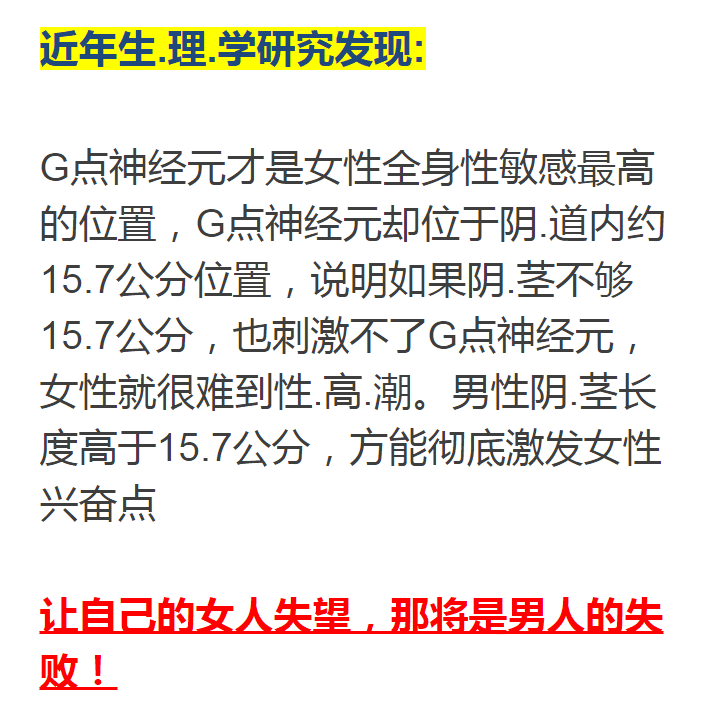 近年生.理.学研究发现:
G点神经元才是女性全身性敏感最高
的位置，G点神经元却位于阴.道内约
15.7公分位置，说明如果阴.茎不够
15.7公分，也刺激不了G点神经元，
女性就很难到性.高.潮。男性阴.茎长
度高于15.7公分，方能彻底激发女性
兴奋点
让自己的女人失望，那将是男人的失
败！